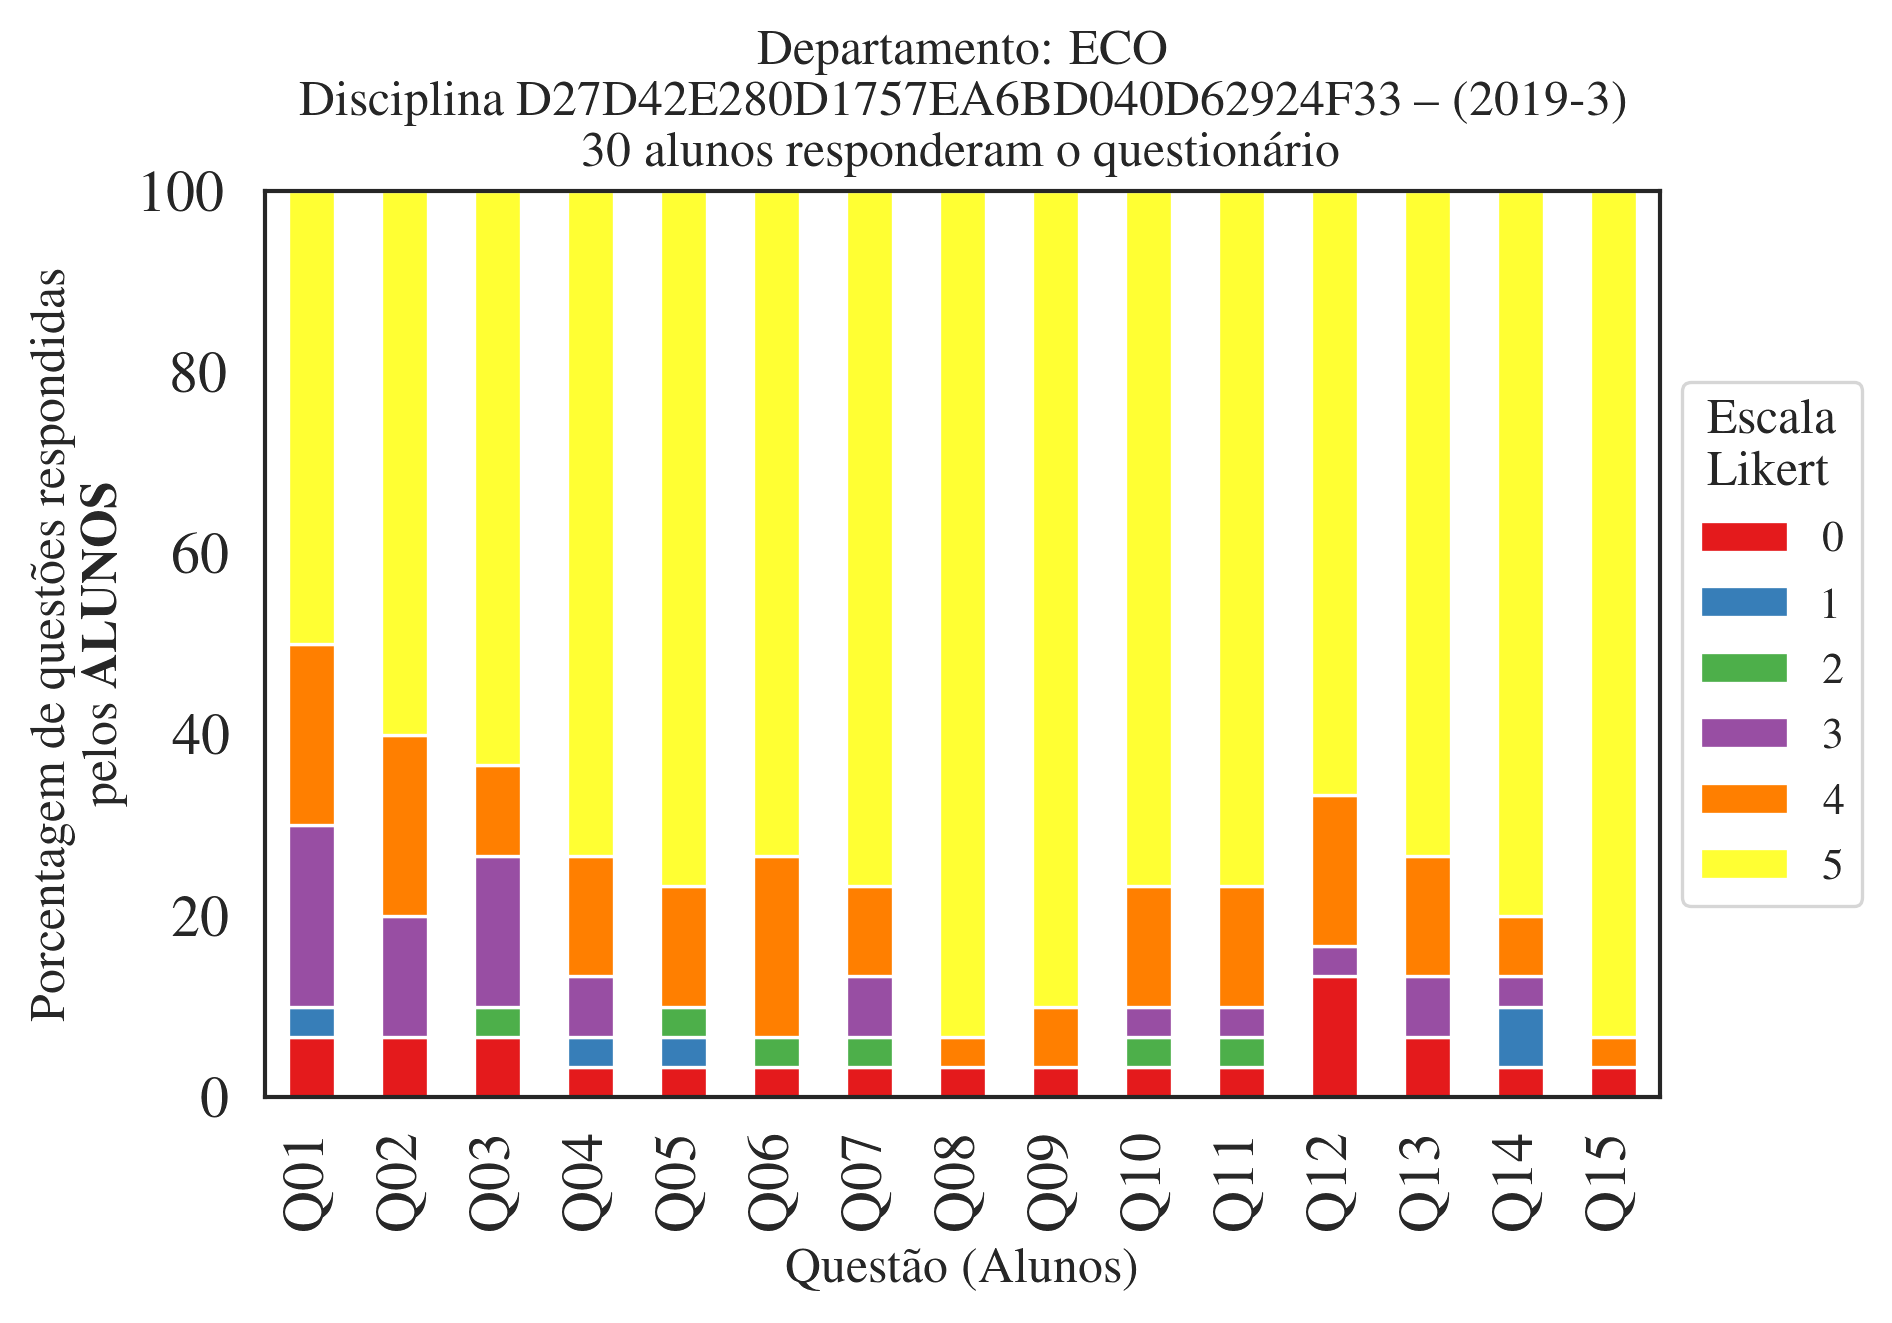 Departamento: ECO
Disciplina D27D42E280D1757EA6BD040D62924F33 – (2019-3)
30 alunos responderam o questionário
Porcentagem de questões respondidas
pelos ALUNOS
100
80
60
40
20
0
Q01
Q02
Q03
Q04
Q05
Q06
Q07
Q08
Q09
Q10
Q11
Q12
Q13
Q14
Q15
Questão (Alunos)
Escala
Likert
0
1
2
3
4
5